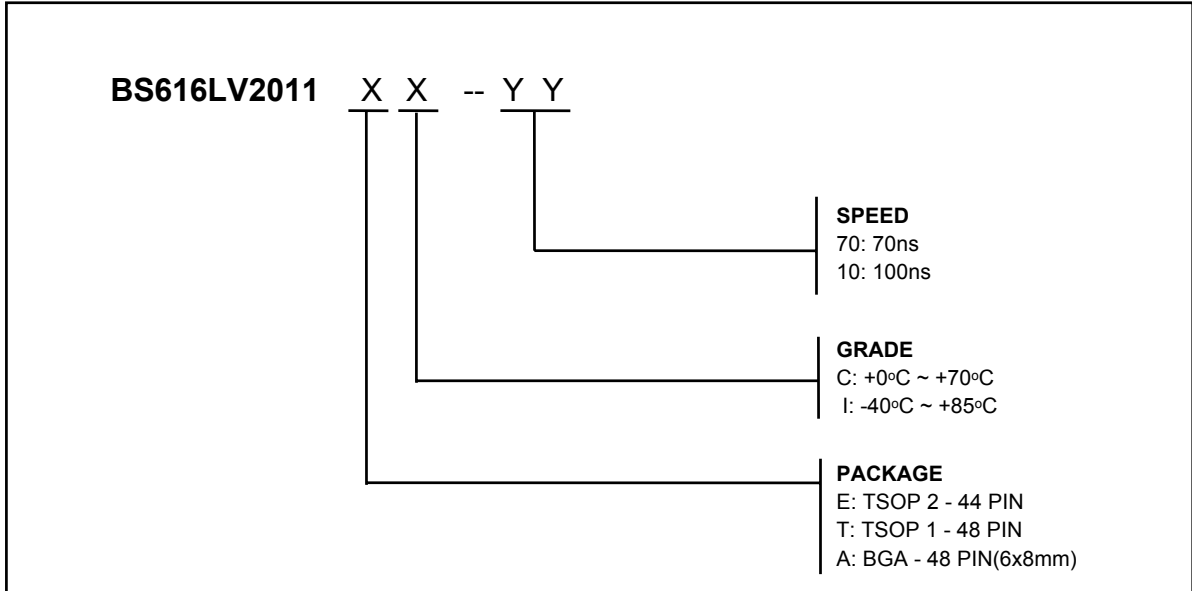 BS616LV2011 X X -- Y Y
SPEED
70: 70ns
10: 100ns
GRADE
C: +0oC ~ +70oC
I: -40oC ~ +85oC
PACKAGE
E: TSOP 2 - 44 PIN
T: TSOP 1 - 48 PIN
A: BGA - 48 PIN(6x8mm)